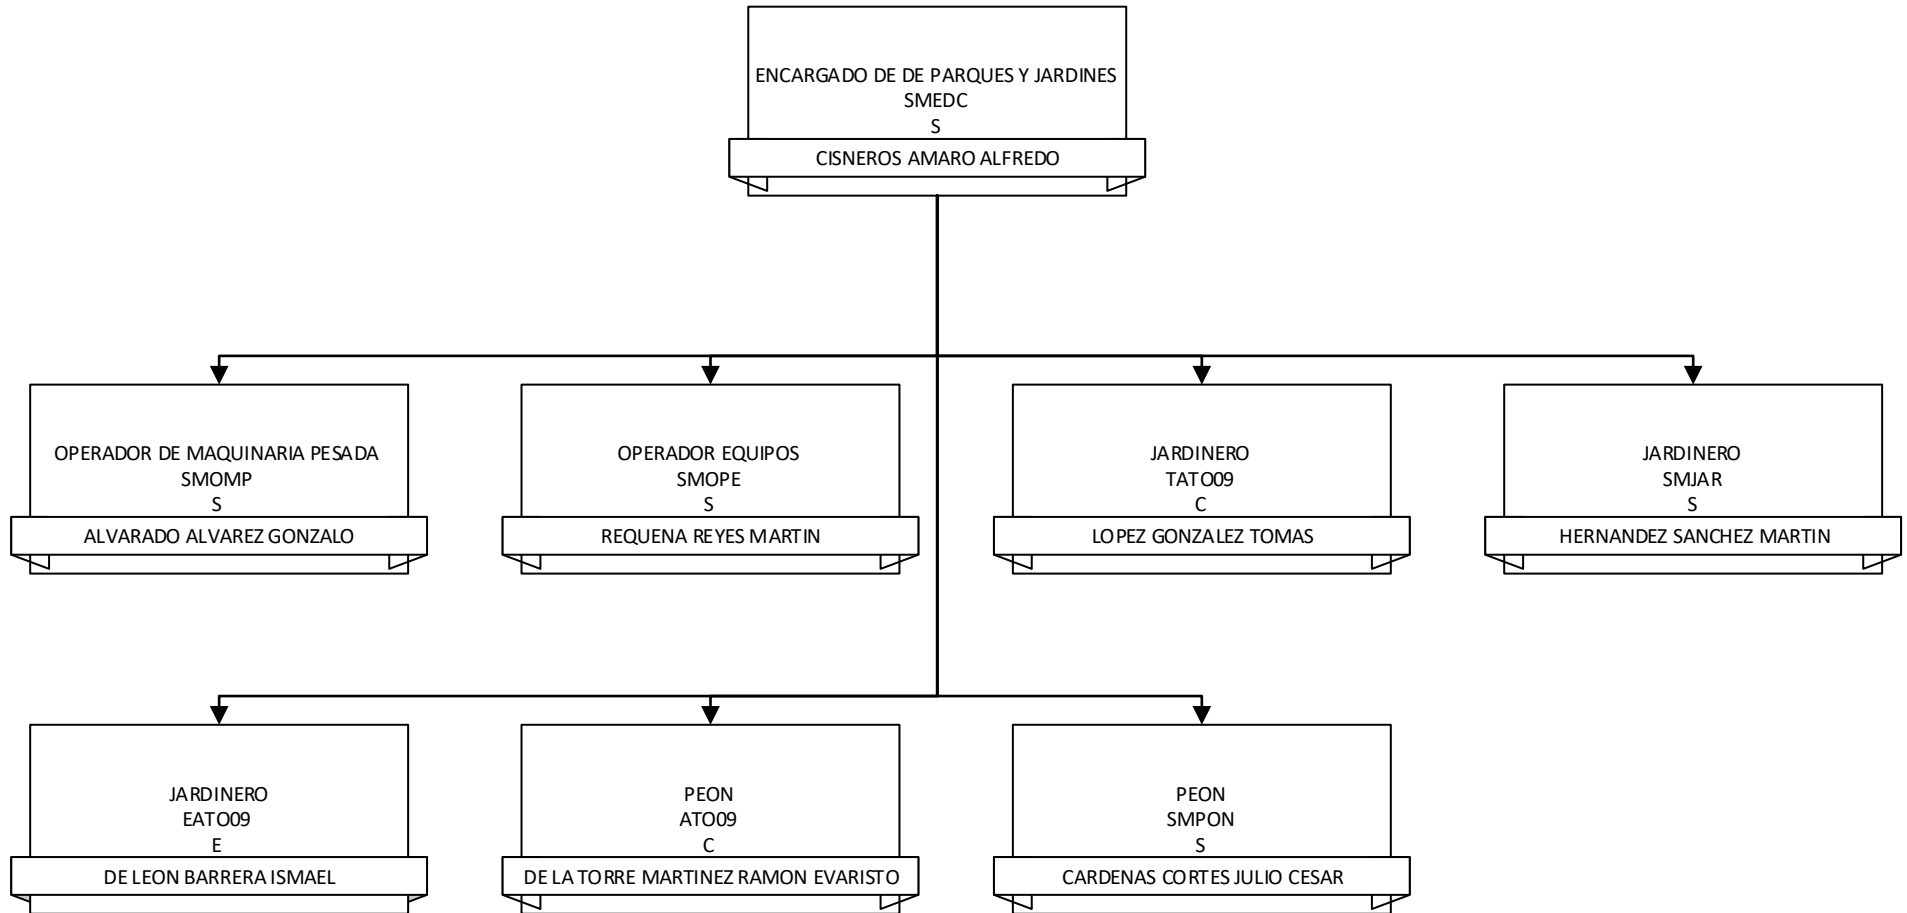 ENCARGADO DE DE PARQUES Y JARDINES
SMEDC
S
CISNEROS AMARO ALFREDO
OPERADOR DE MAQUINARIA PESADA
SMOMP
S
ALVARADO ALVAREZ GONZALO
OPERADOR EQUIPOS
SMOPE
S
REQUENA REYES MARTIN
JARDINERO
TATO09
C
LOPEZ GONZALEZ TOMAS
JARDINERO
SMJAR
S
HERNANDEZ SANCHEZ MARTIN
JARDINERO
EATO09
E
DE LEON BARRERA ISMAEL
PEON
ATO09
C
DE LA TORRE MARTINEZ RAMON EVARISTO
PEON
SMPON
S
CARDENAS CORTES JULIO CESAR